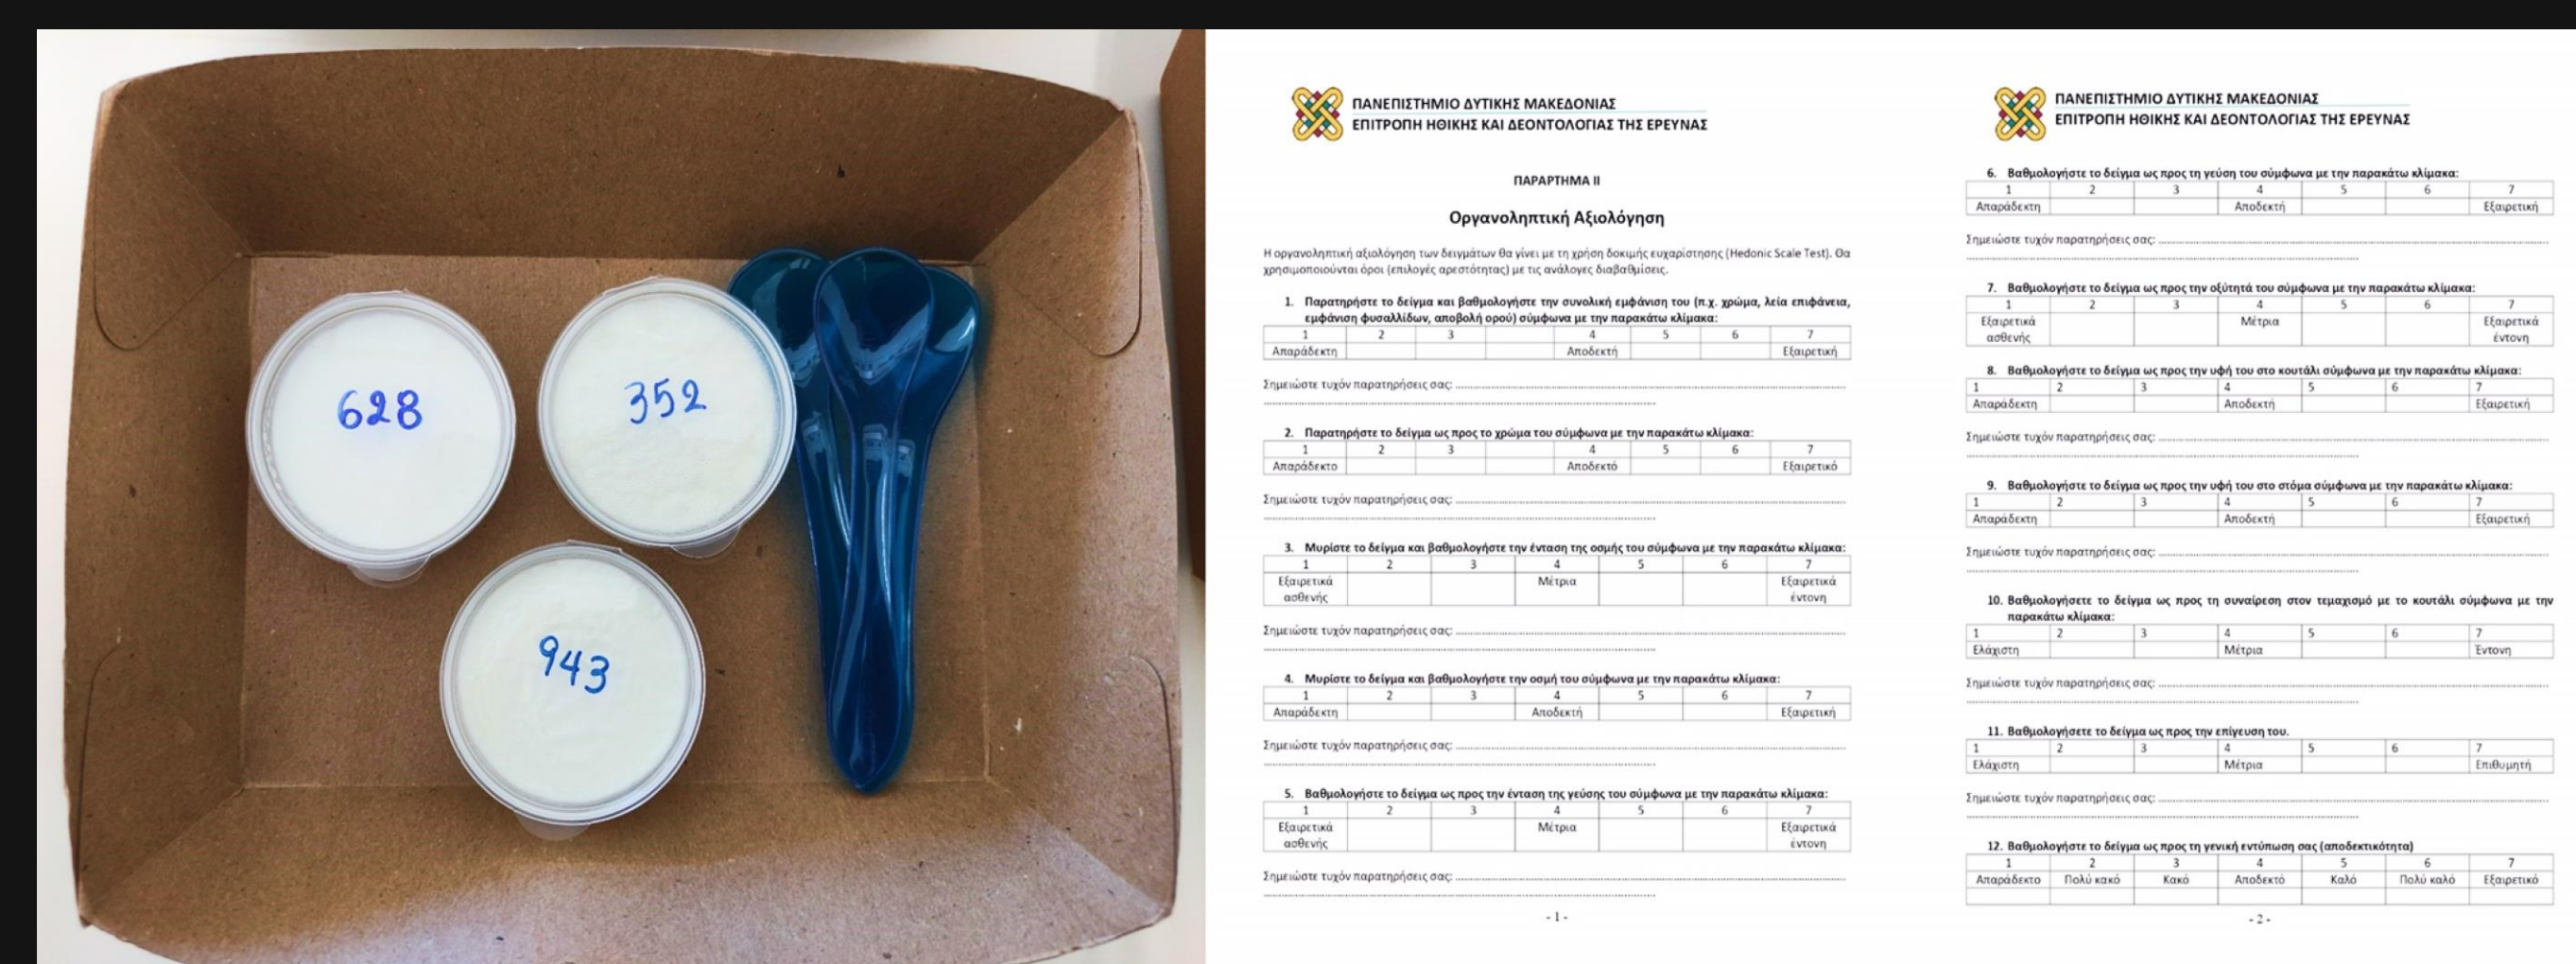 628
352
943
ΠΑΝΕΠΙΣΤΗΜΙΟ ΔΥΤΙΚΗΣ ΜΑΚΕΔΟΝΙΑΣ
ΕΠΙΤΡΟΠΗ ΗΘΙΚΗΣ ΚΑΙ ΔΕΟΝΤΟΛΟΓΙΑΣ ΤΗΣ ΕΡΕΥΝΑΣ
ΠΑΡΑΡΤΗΜΑ ΙΙ
Οργανοληπτική Αξιολόγηση
Η οργανοληπτική αξιολόγηση των δειγμάτων θα γίνει με τη χρήση δοκιμής ευχαρίστησης (Hedonic Scale Test). Θα
χρησιμοποιούνται όροι (επιλογές αρεστότητας) με τις ανάλογες διαβαθμίσεις.
1. Παρατηρήστε το δείγμα και βαθμολογήστε την συνολική εμφάνιση του (π.χ. χρώμα, λεία επιφάνεια,
εμφάνιση φυσαλλίδων, αποβολή ορού) σύμφωνα με την παρακάτω κλίμακα:
1 2 3 4 5 6 7
Απαράδεκτη Αποδεκτή Εξαιρετική
Σημειώστε τυχόν παρατηρήσεις σας:
2. Παρατηρήστε το δείγμα ως προς το χρώμα του σύμφωνα με την παρακάτω κλίμακα:
1 2 3 4 5 6 7
Απαράδεκτο Αποδεκτό Εξαιρετικό
Σημειώστε τυχόν παρατηρήσεις σας:
3. Μυρίστε το δείγμα και βαθμολογήστε την ένταση της οσμής του σύμφωνα με την παρακάτω κλίμακα:
1 2 3 4 5 6 7
Εξαιρετικά Μέτρια Εξαιρετικά
ασθενής έντονη
Σημειώστε τυχόν παρατηρήσεις σας:
4. Μυρίστε το δείγμα και βαθμολογήστε την οσμή του σύμφωνα με την παρακάτω κλίμακα:
1 2 3 4 5 6 7
Απαράδεκτη Αποδεκτή Εξαιρετική
Σημειώστε τυχόν παρατηρήσεις σας:
5. Βαθμολογήστε το δείγμα ως προς την ένταση της γεύσης του σύμφωνα με την παρακάτω κλίμακα:
1 2 3 4 5 6 7
Εξαιρετικά Μέτρια Εξαιρετικά
ασθενής έντονη
Σημειώστε τυχόν παρατηρήσεις σας:
- 1 -
ΠΑΝΕΠΙΣΤΗΜΙΟ ΔΥΤΙΚΗΣ ΜΑΚΕΔΟΝΙΑΣ
ΕΠΙΤΡΟΠΗ ΗΘΙΚΗΣ ΚΑΙ ΔΕΟΝΤΟΛΟΓΙΑΣ ΤΗΣ ΕΡΕΥΝΑΣ
6. Βαθμολογήστε το δείγμα ως προς τη γεύση του σύμφωνα με την παρακάτω κλίμακα:
1 2 3 4 5 6 7
Απαράδεκτη Αποδεκτή Εξαιρετική
Σημειώστε τυχόν παρατηρήσεις σας:
7. Βαθμολογήστε το δείγμα ως προς την οξύτητά του σύμφωνα με την παρακάτω κλίμακα:
1 2 3 4 5 6 7
Εξαιρετικά Μέτρια Εξαιρετικά
ασθενής έντονη
8. Βαθμολογήστε το δείγμα ως προς την υφή του στο κουτάλι σύμφωνα με την παρακάτω κλίμακα:
1 2 3 4 5 6 7
Απαράδεκτη Αποδεκτή Εξαιρετική
Σημειώστε τυχόν παρατηρήσεις σας:
9. Βαθμολογήστε το δείγμα ως προς την υφή του στο στόμα σύμφωνα με την παρακάτω κλίμακα:
1 2 3 4 5 6 7
Απαράδεκτη Αποδεκτή Εξαιρετική
Σημειώστε τυχόν παρατηρήσεις σας:
10. Βαθμολογήσετε το δείγμα ως προς τη συναίρεση στον τεμαχισμό με το κουτάλι σύμφωνα με την
παρακάτω κλίμακα:
1 2 3 4 5 6 7
Ελάχιστη Μέτρια Έντονη
Σημειώστε τυχόν παρατηρήσεις σας:
11. Βαθμολογήσετε το δείγμα ως προς την επίγευση του.
1 2 3 4 5 6 7
Ελάχιστη Μέτρια Επιθυμητή
Σημειώστε τυχόν παρατηρήσεις σας:
12. Βαθμολογήστε το δείγμα ως προς τη γενική εντύπωση σας (αποδεκτικότητα)
1 2 3 4 5 6 7
Απαράδεκτο Πολύ κακό Κακό Αποδεκτό Καλό Πολύ καλό Εξαιρετικό
- 2 -